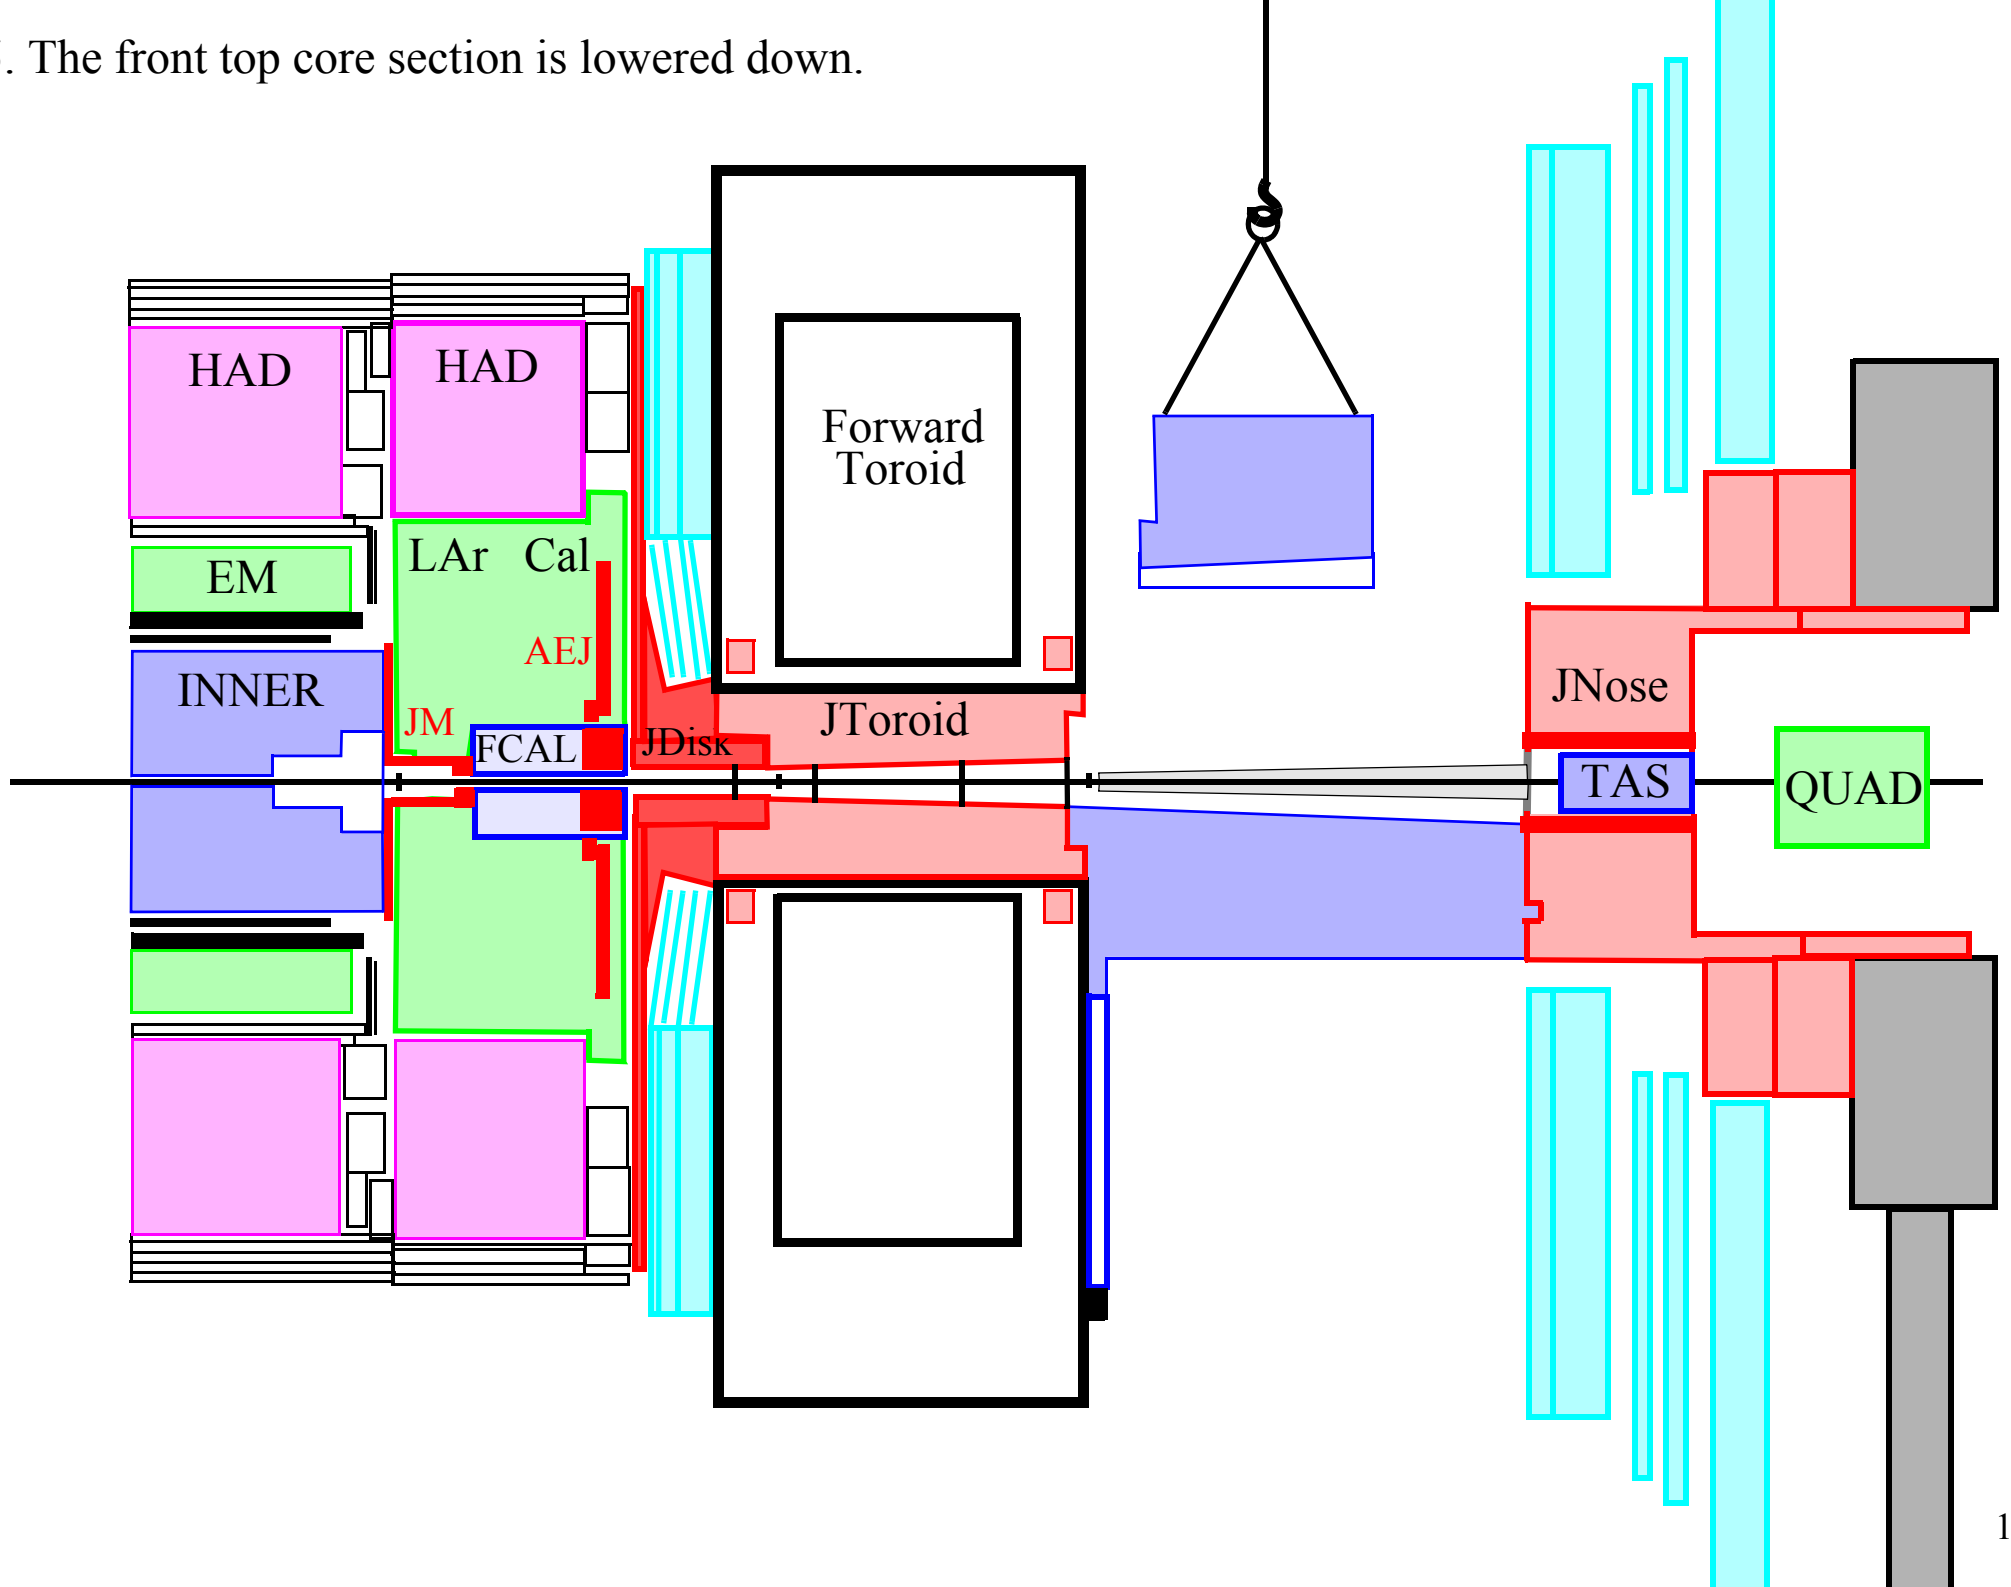 . The front top core section is lowered down.
HAD
HAD
Forward
Toroid
LAr Cal
EM
AEJ
INNER
JM
FCAL
JDisk
JToroid
JNose
TAS
QUAD
1